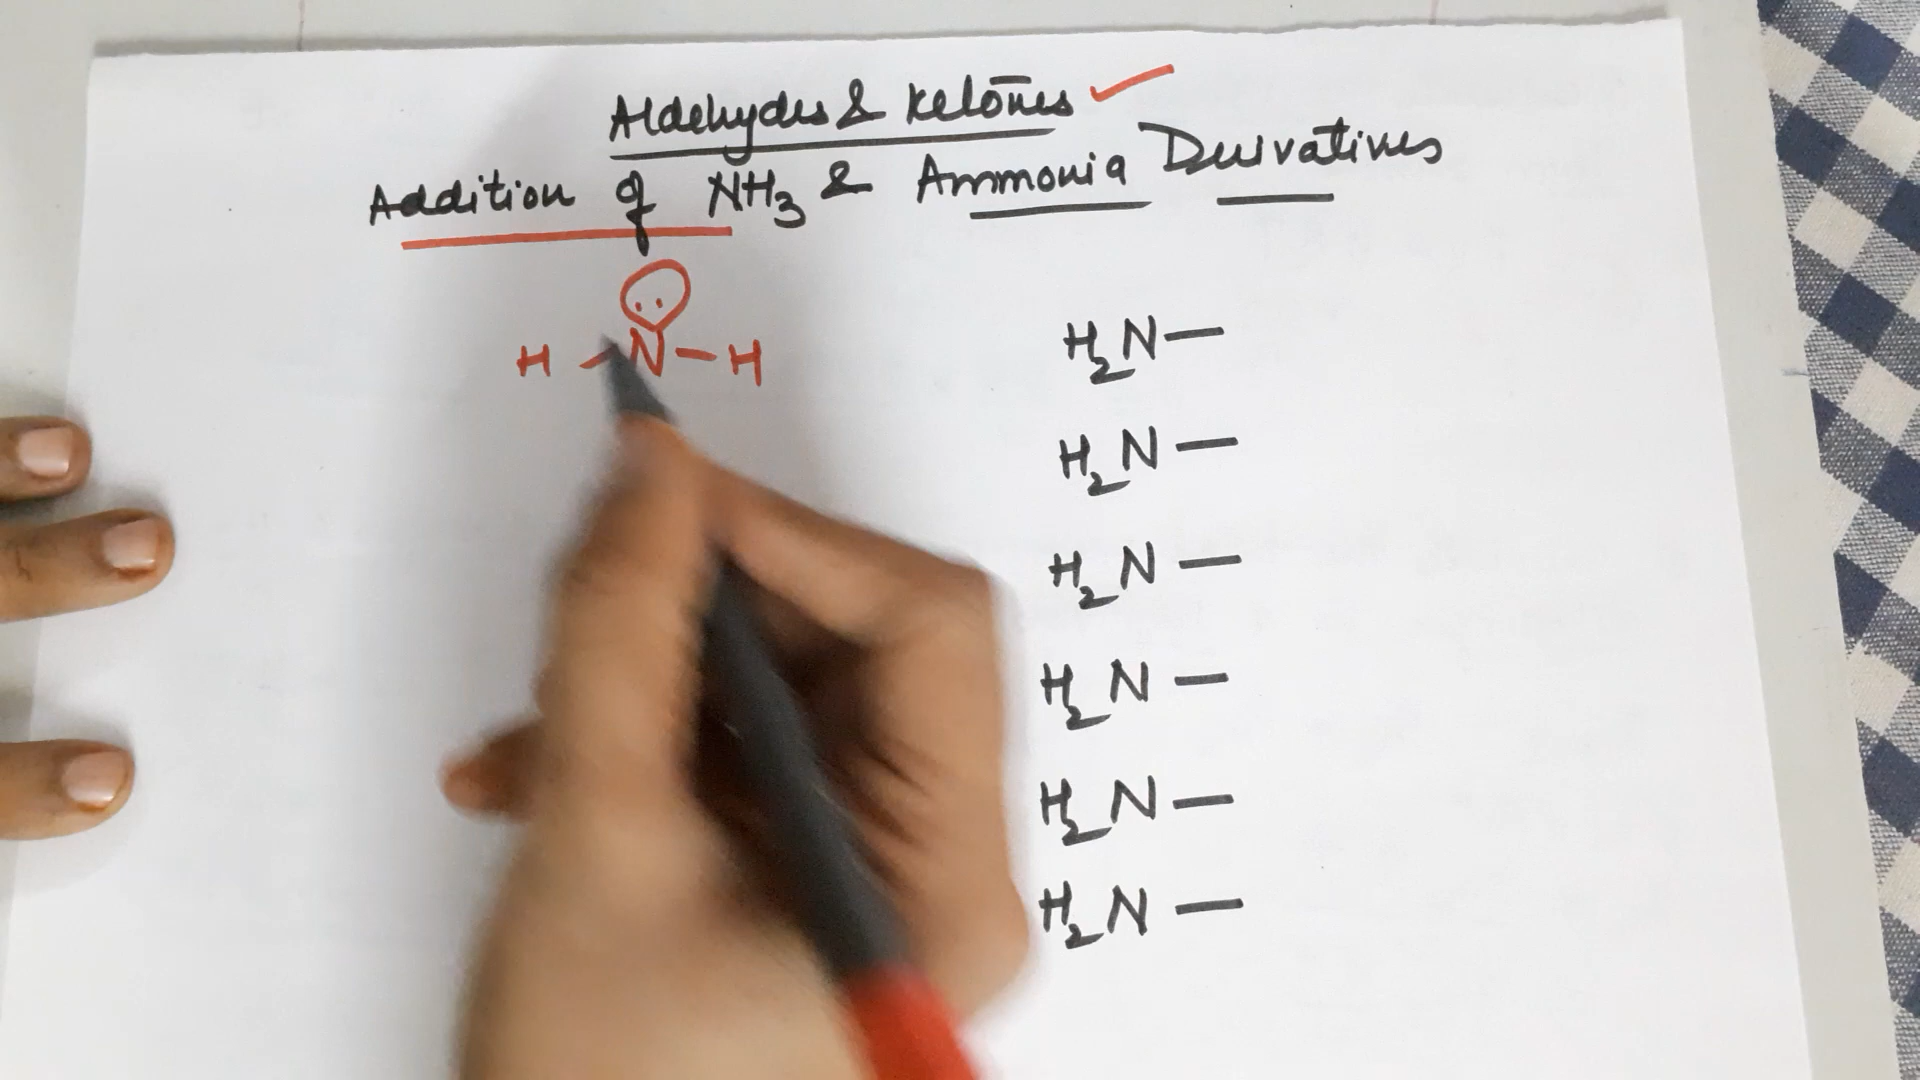 Aldehydes & Ketones ✓
Addition of NH3 & Ammonia Derivatives
H - N - H
H2N -
H2N -
H2N -
H2N -
H2N -
H2N -